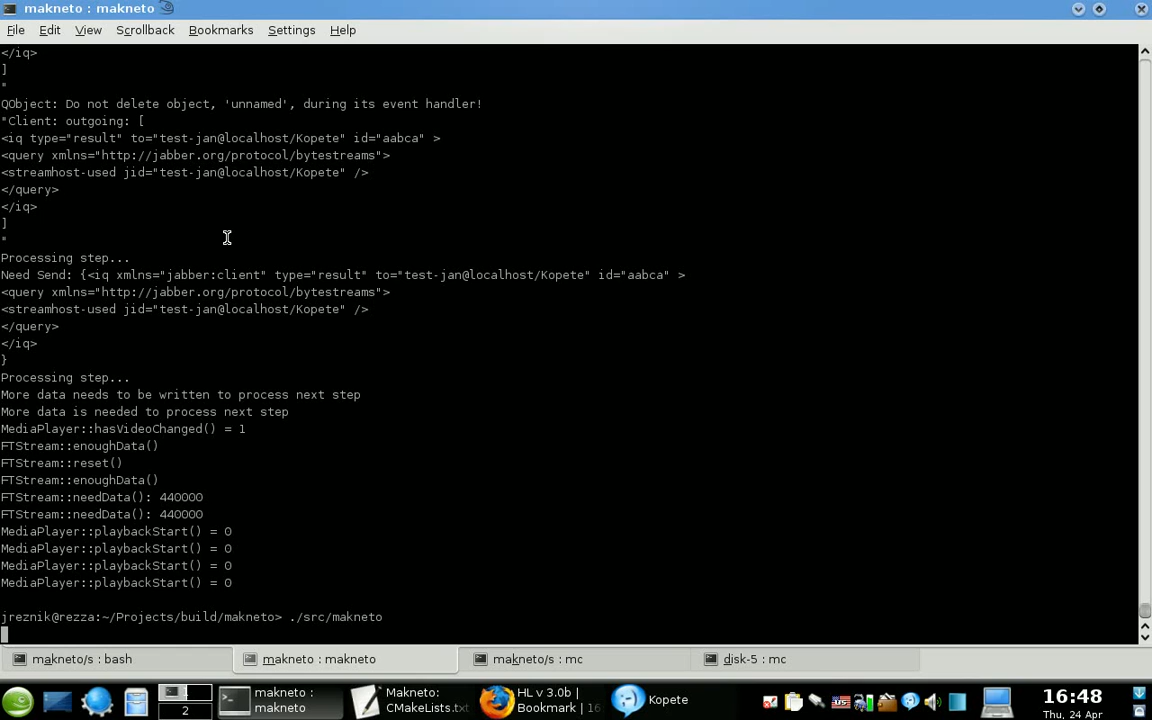 makneto : makneto
File Edit View Scrollback Bookmarks Settings Help
</iq>
]
"
QObject: Do not delete object, 'unnamed', during its event handler!
"Client: outgoing: [
<iq type="result" to="test-jan@localhost/Kopete" id="aabca" >
<query xmlns="http://jabber.org/protocol/bytestreams">
<streamhost-used jid="test-jan@localhost/Kopete" />
</query>
</iq>
]
"
Processing step...
Need Send: {<iq xmlns="jabber:client" type="result" to="test-jan@localhost/Kopete" id="aabca" >
<query xmlns="http://jabber.org/protocol/bytestreams">
<streamhost-used jid="test-jan@localhost/Kopete" />
</query>
</iq>
}
Processing step...
More data needs to be written to process next step
More data is needed to process next step
MediaPlayer::hasVideoChanged() = 1
FTStream::enoughData()
FTStream::reset()
FTStream::enoughData()
FTStream::needData(): 440000
FTStream::needData(): 440000
MediaPlayer::playbackStart() = 0
MediaPlayer::playbackStart() = 0
MediaPlayer::playbackStart() = 0
MediaPlayer::playbackStart() = 0
jreznik@rezza:~/Projects/build/makneto> ./src/makneto
makneto/s : bash makneto : makneto makneto/s : mc disk-5 : mc
1
2
makneto :
makneto
Makneto:
CMakeLists.txt
HL v 3.0b |
Bookmark | 16
Kopete
16:48
Thu, 24 Apr